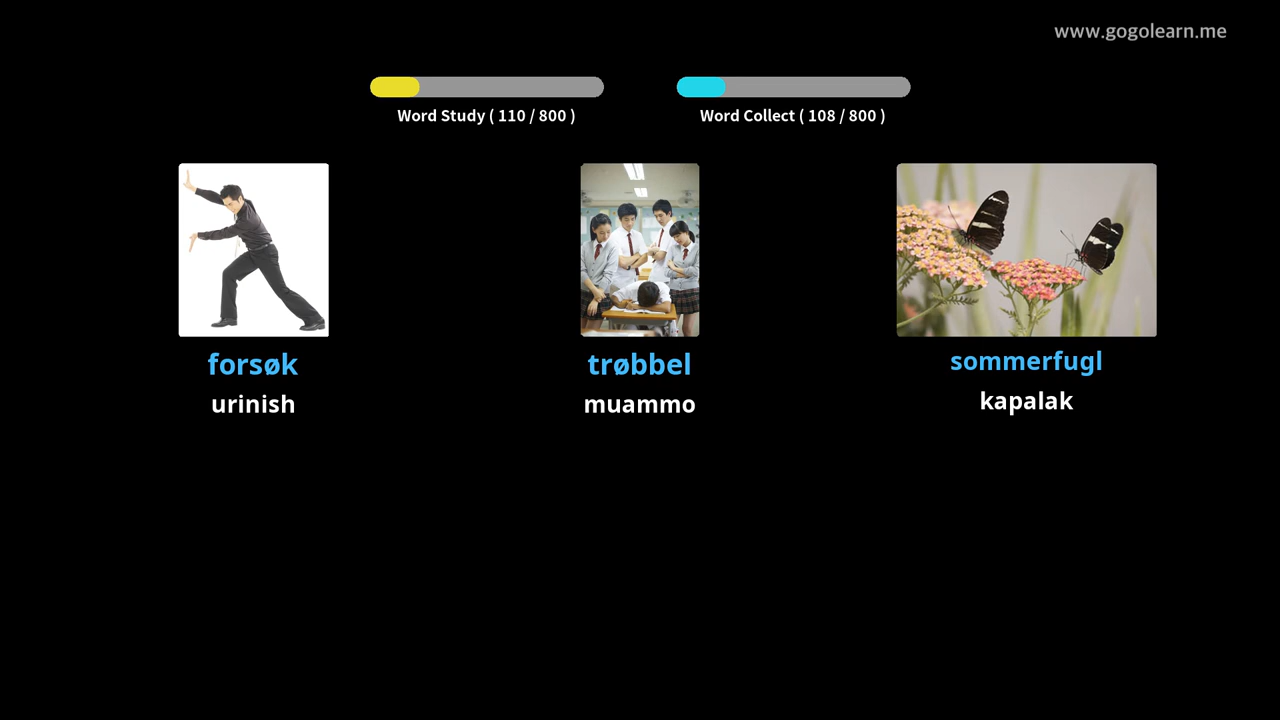 www.gogolearn.me
Word Study ( 110 / 800 )
Word Collect ( 108 / 800 )
forsøk
urinish
trøbbel
muammo
sommerfugl
kapalak